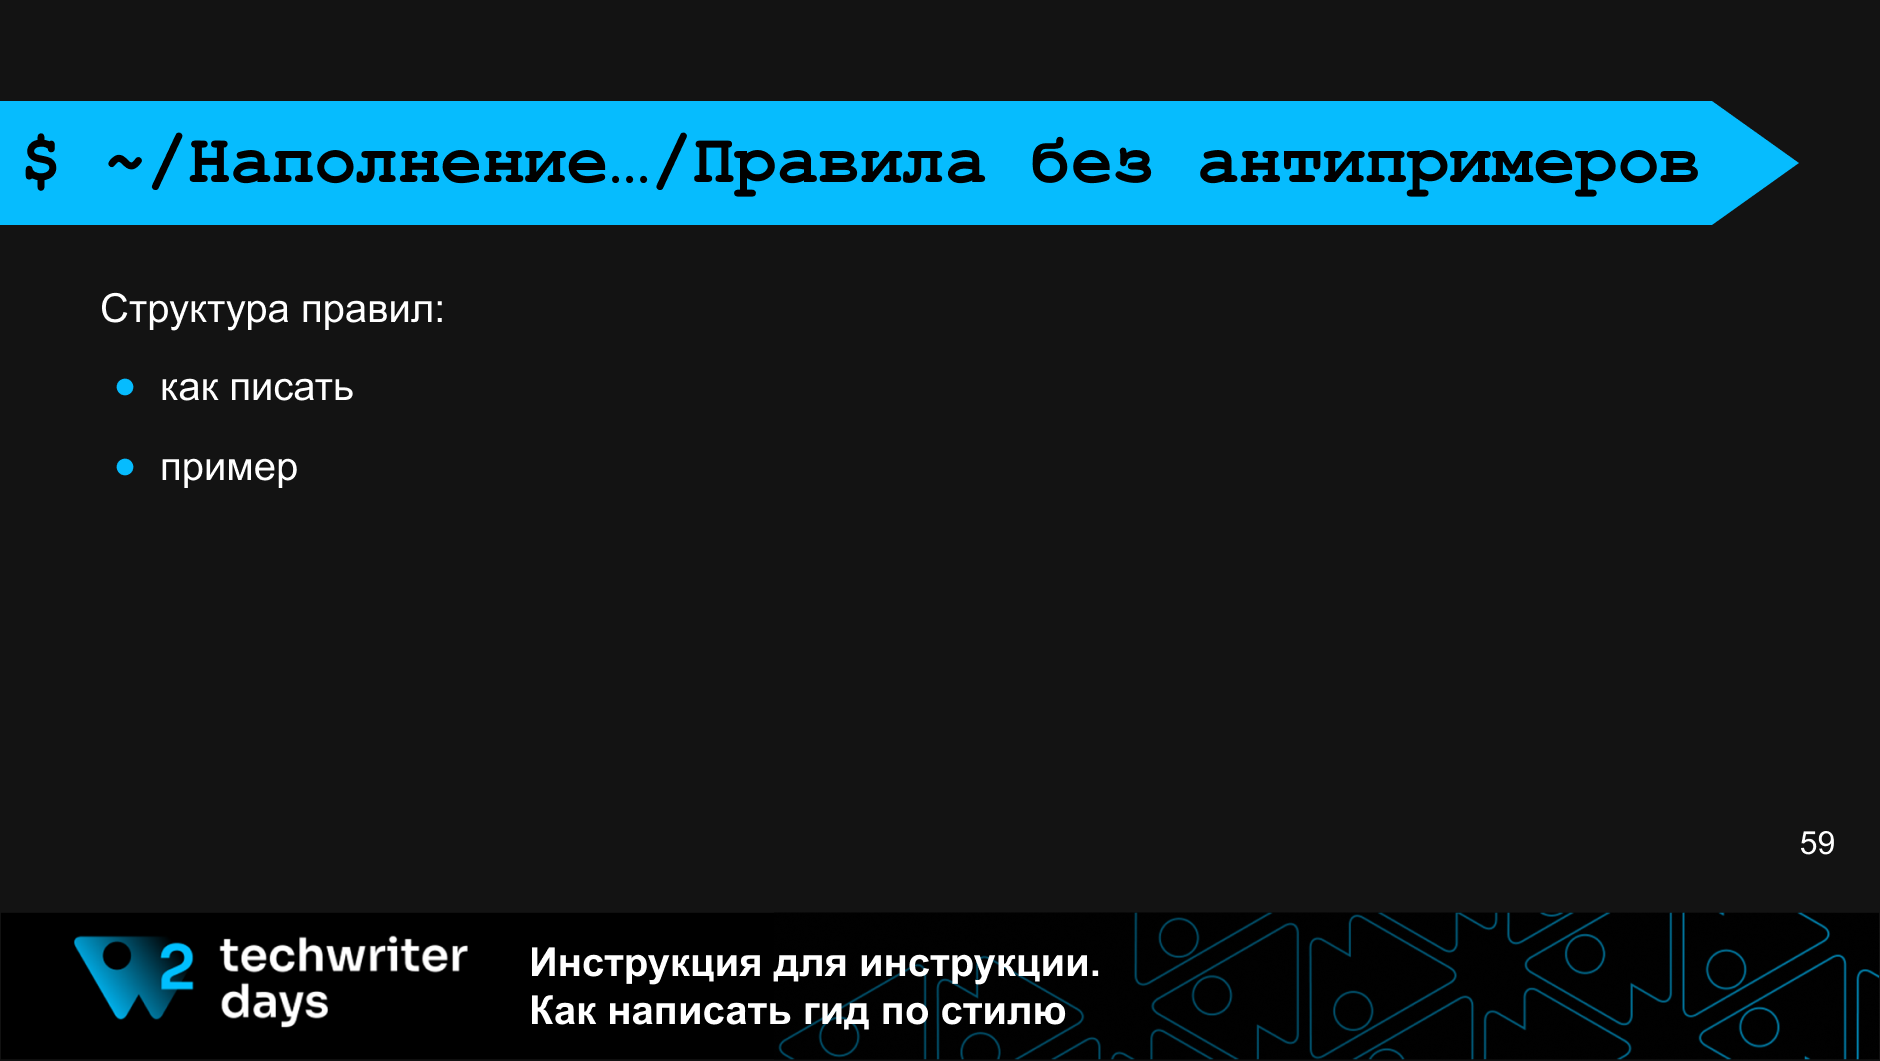 $ ~/Наполнение…/Правила без антипримеров
Структура правил:
● как писать
● пример
59
2 techwriter
days
Инструкция для инструкции.
Как написать гид по стилю